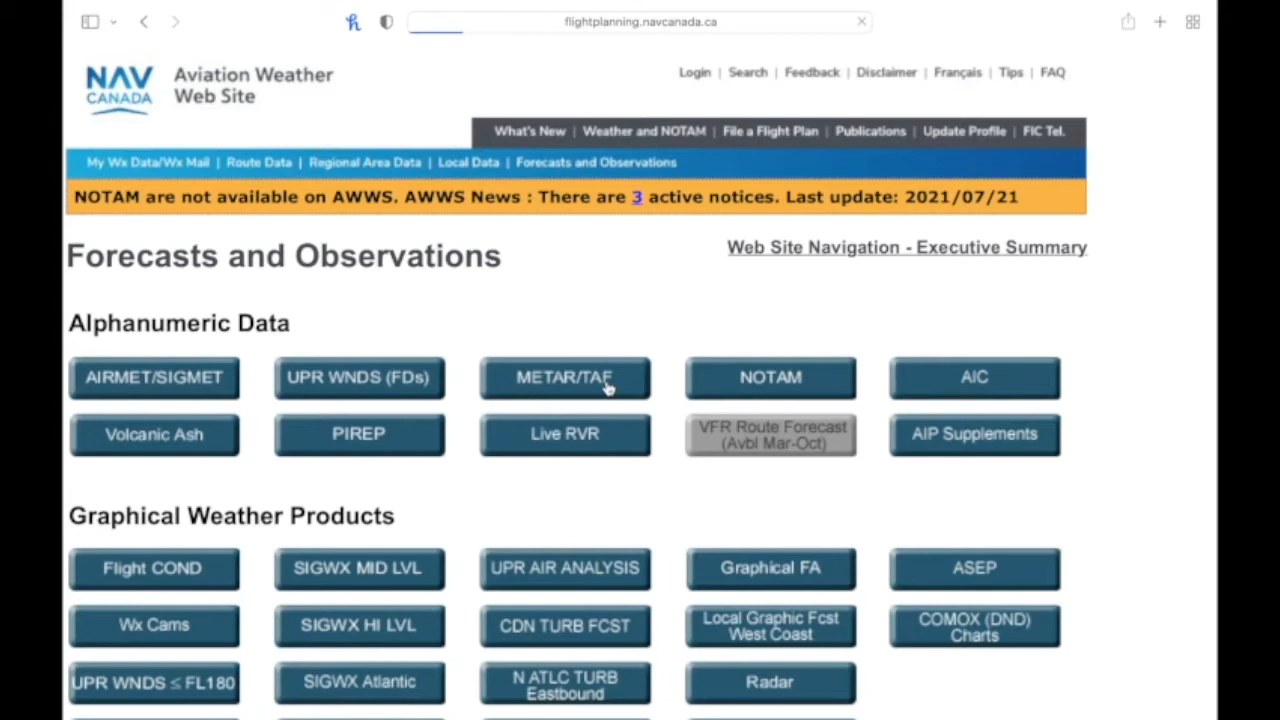 flightplanning.navcanada.ca
NAV CANADA
Aviation Weather
Web Site
Login | Search | Feedback | Disclaimer | Français | Tips | FAQ
What's New | Weather and NOTAM | File a Flight Plan | Publications | Update Profile | FIC Tel.
My Wx Data/Wx Mail | Route Data | Regional Area Data | Local Data | Forecasts and Observations
NOTAM are not available on AWWS. AWWS News : There are 3 active notices. Last update: 2021/07/21
Forecasts and Observations
Web Site Navigation - Executive Summary
Alphanumeric Data
AIRMET/SIGMET
UPR WNDS (FDs)
METAR/TAF
NOTAM
AIC
Volcanic Ash
PIREP
Live RVR
VFR Route Forecast
(Avbl Mar-Oct)
AIP Supplements
Graphical Weather Products
Flight COND
SIGWX MID LVL
UPR AIR ANALYSIS
Graphical FA
ASEP
Wx Cams
SIGWX HI LVL
CDN TURB FCST
Local Graphic Fcst
West Coast
COMOX (DND)
Charts
UPR WNDS ≤ FL180
SIGWX Atlantic
N ATLC TURB
Eastbound
Radar